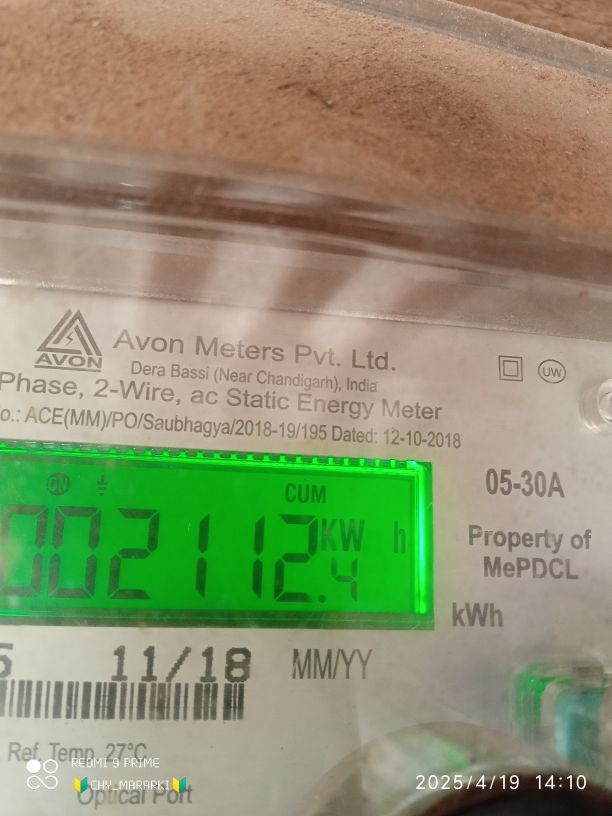 AVON
Avon Meters Pvt. Ltd.
Dera Bassi (Near Chandigarh), India
Phase, 2-Wire, ac Static Energy Meter
o.: ACE(MM)/PO/Saubhagya/2018-19/195 Dated: 12-10-2018
UW
ON
CUM
002112.4
KW h
05-30A
Property of
MePDCL
kWh
11/18 MM/YY
Ref. Temp. 27°C
Optical Port
REDMI 9 PRIME
CHY_MARARKI
2025/4/19 14:10